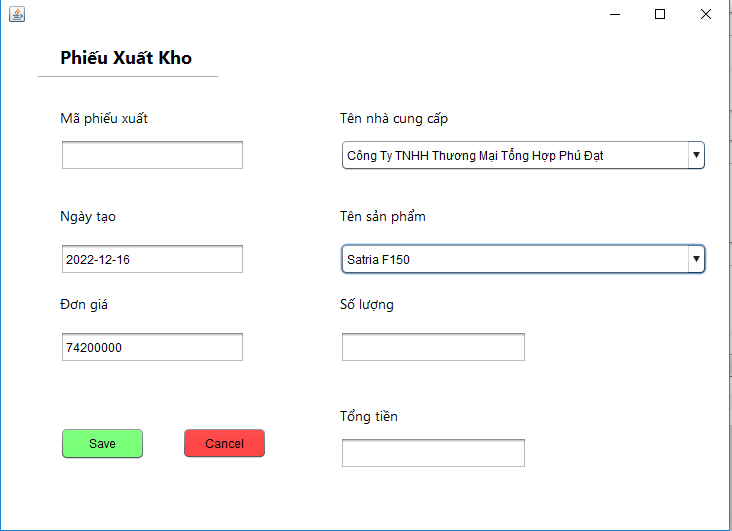 Phiếu Xuất Kho
Mã phiếu xuất
Tên nhà cung cấp
Công Ty TNHH Thương Mại Tổng Hợp Phú Đạt
Ngày tạo
Tên sản phẩm
2022-12-16
Satria F150
Đơn giá
Số lượng
74200000
Tổng tiền
Save
Cancel